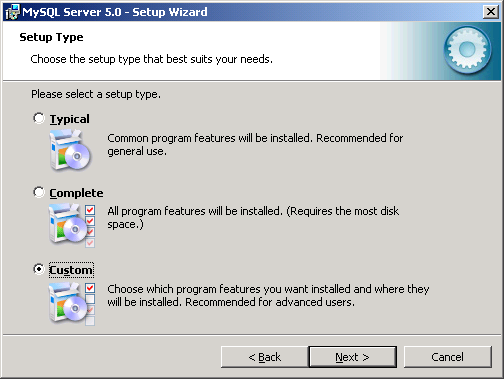 MySQL Server 5.0 - Setup Wizard
Setup Type
Choose the setup type that best suits your needs.
Please select a setup type.
Typical
Common program features will be installed. Recommended for
general use.
Complete
All program features will be installed. (Requires the most disk
space.)
Custom
Choose which program features you want installed and where they
will be installed. Recommended for advanced users.
< Back
Next >
Cancel